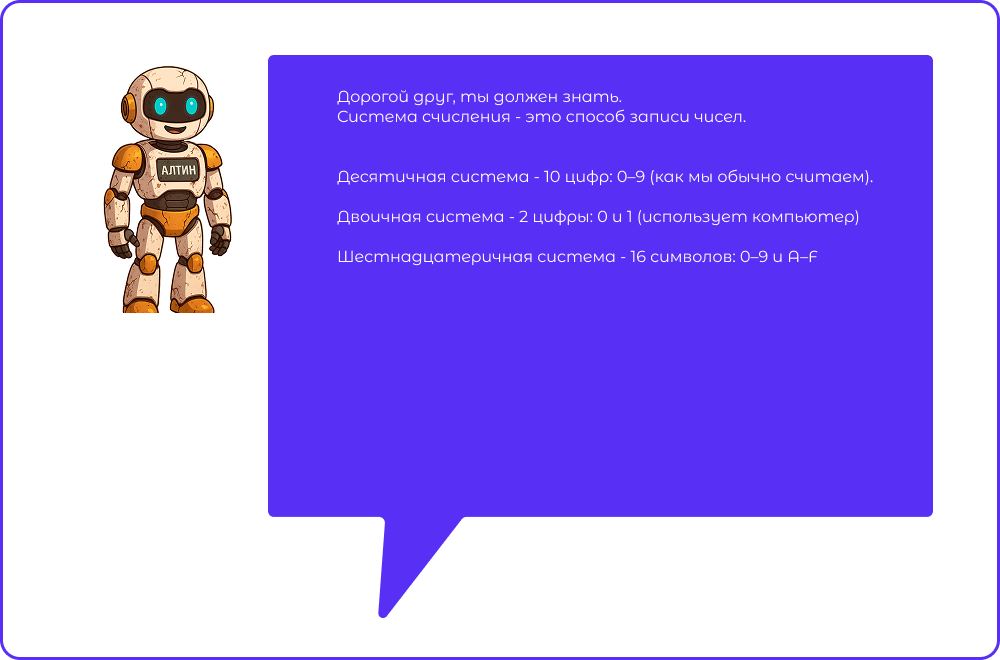 АЛТИН
Дорогой друг, ты должен знать.
Система счисления - это способ записи чисел.
Десятичная система - 10 цифр: 0–9 (как мы обычно считаем).
Двоичная система - 2 цифры: 0 и 1 (использует компьютер)
Шестнадцатеричная система - 16 символов: 0–9 и A–F